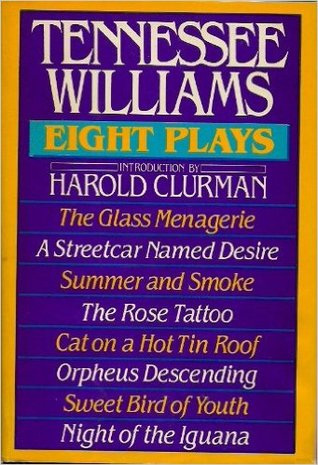 TENNESSEE
WILLIAMS
EIGHT PLAYS
INTRODUCTION BY
HAROLD CLURMAN
The Glass Menagerie
A Streetcar Named Desire
Summer and Smoke
The Rose Tattoo
Cat on a Hot Tin Roof
Orpheus Descending
Sweet Bird of Youth
Night of the Iguana